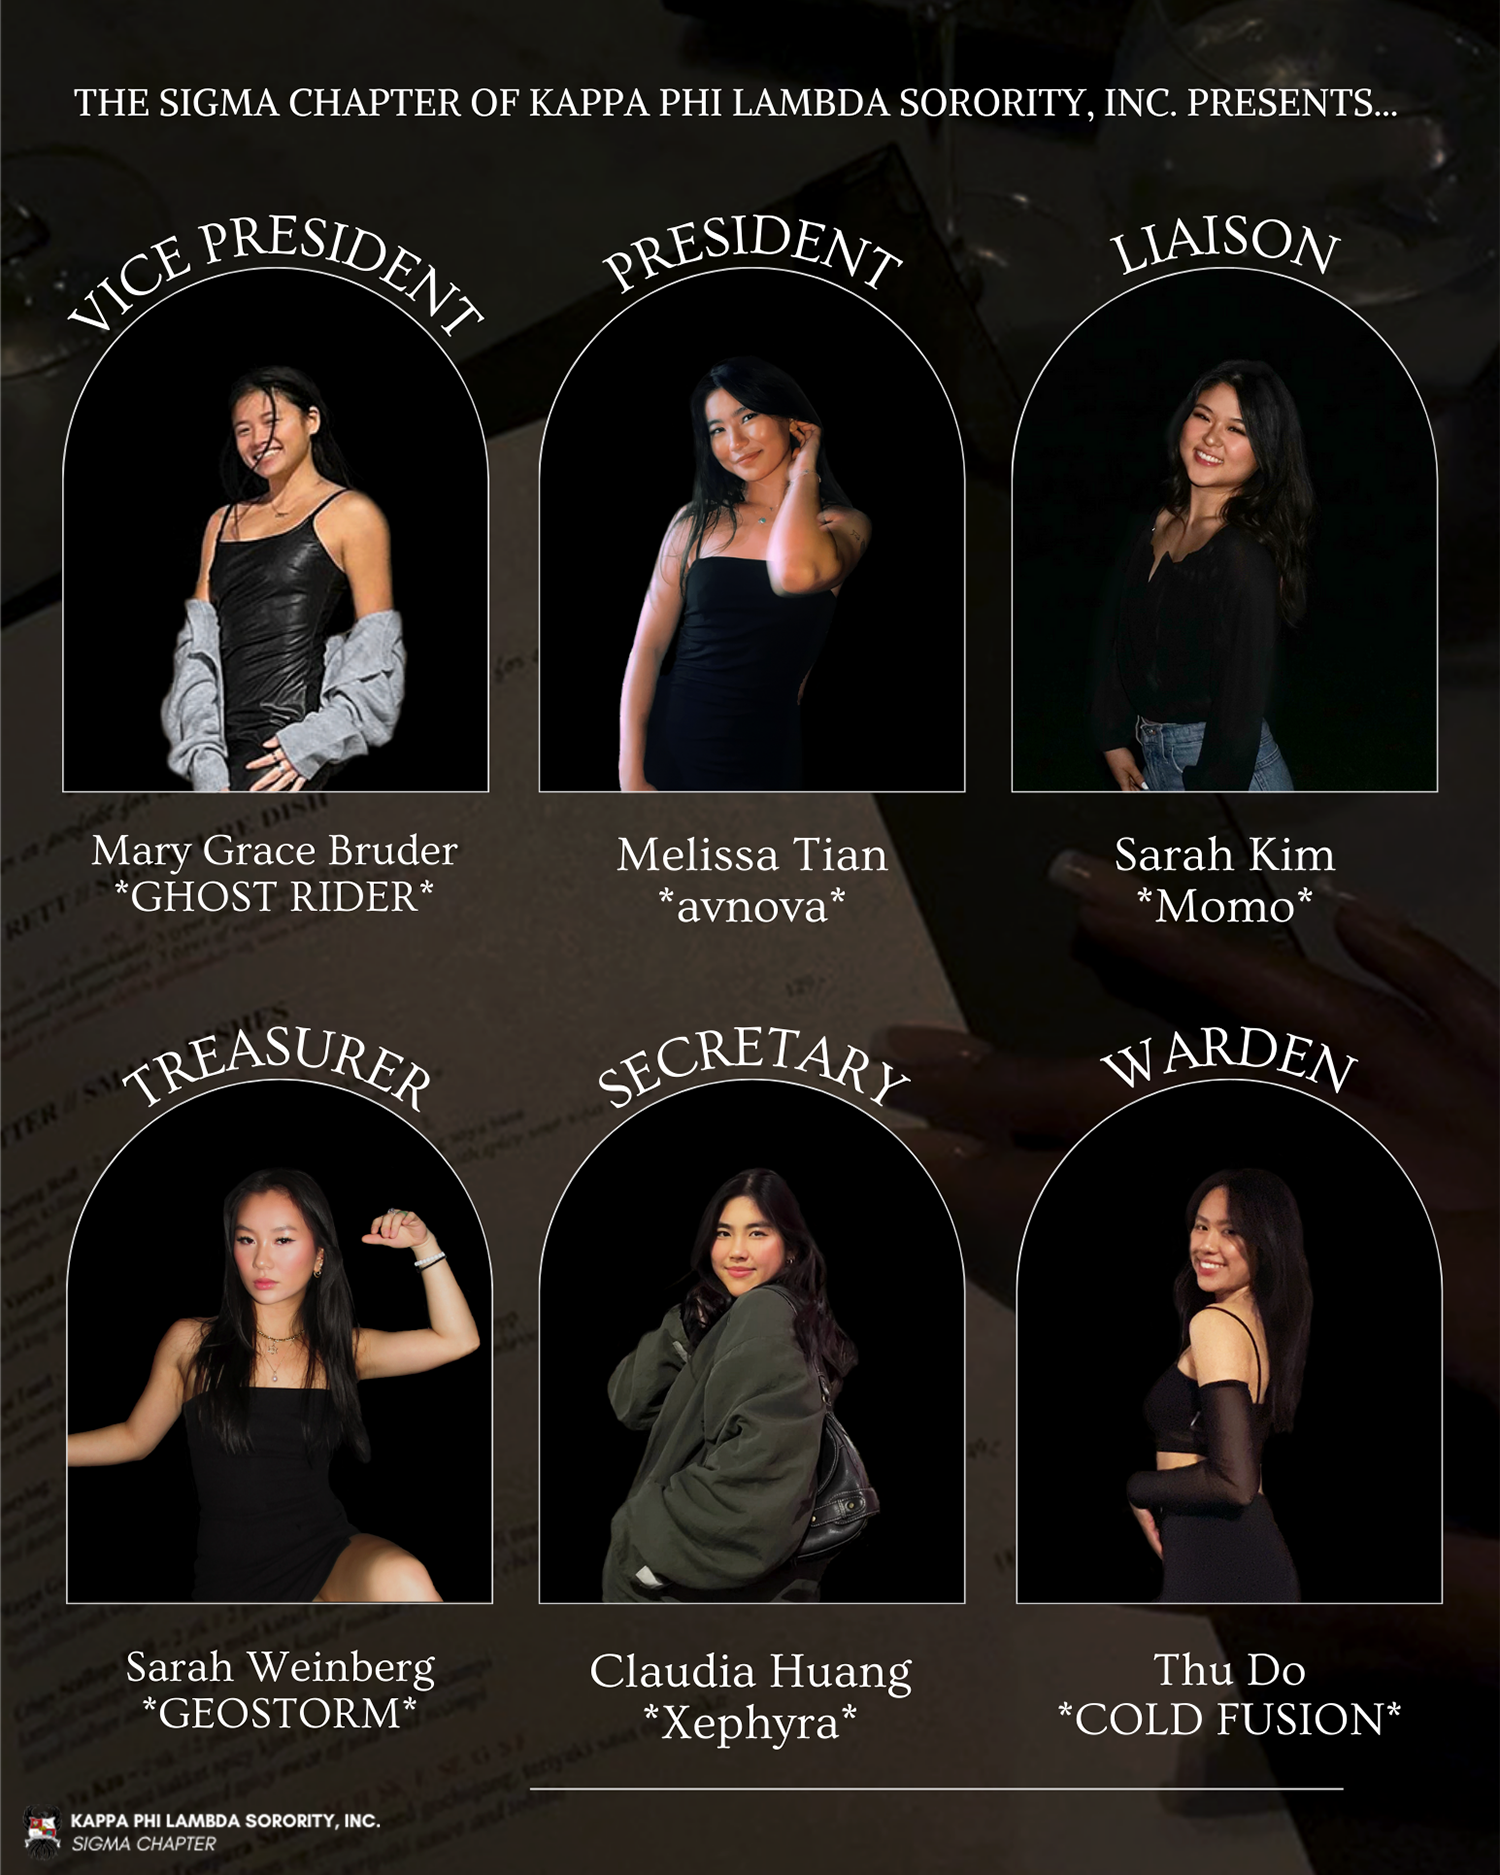 THE SIGMA CHAPTER OF KAPPA PHI LAMBDA SORORITY, INC. PRESENTS...
VICE PRESIDENT
PRESIDENT
LIAISON
Mary Grace Bruder
*GHOST RIDER*
Melissa Tian
*avnova*
Sarah Kim
*Momo*
TREASURER
SECRETARY
WARDEN
Sarah Weinberg
*GEOSTORM*
Claudia Huang
*Xephyra*
Thu Do
*COLD FUSION*
KAPPA PHI LAMBDA SORORITY, INC.
SIGMA CHAPTER